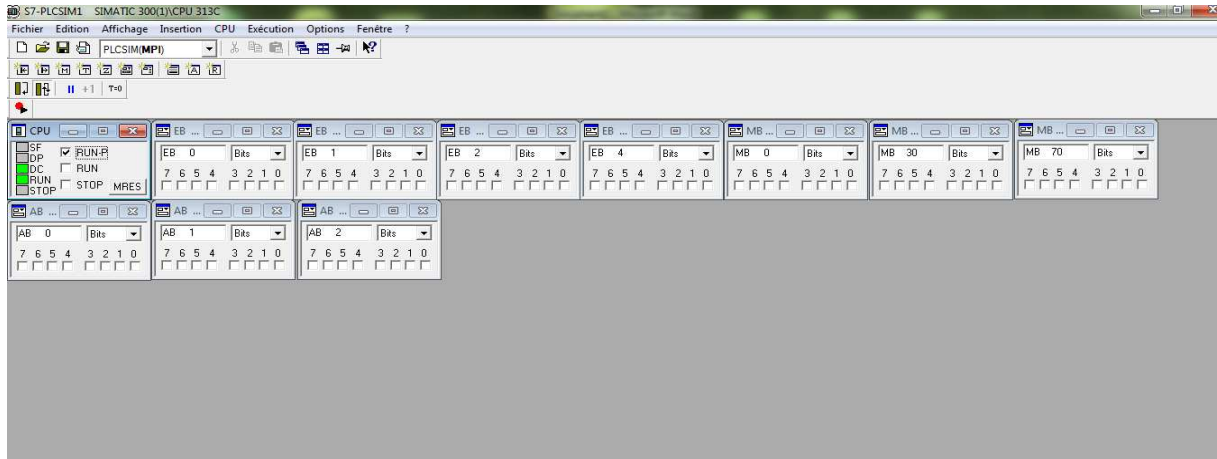 S7-PLCSIM1 SIMATIC 300(1)\CPU 313C
Fichier Edition Affichage Insertion CPU Exécution Options Fenêtre ?
PLCSIM(MPI)
+1 T=0
CPU EB ... EB ... EB ... EB ... MB ... MB ... MB ...
SF
DP
DC
RUN
STOP
RUN-P
RUN
STOP MRES
EB 0 Bits EB 1 Bits EB 2 Bits EB 4 Bits MB 0 Bits MB 30 Bits MB 70 Bits
7 6 5 4 3 2 1 0 7 6 5 4 3 2 1 0 7 6 5 4 3 2 1 0 7 6 5 4 3 2 1 0 7 6 5 4 3 2 1 0 7 6 5 4 3 2 1 0 7 6 5 4 3 2 1 0
AB ... AB ... AB ...
AB 0 Bits AB 1 Bits AB 2 Bits
7 6 5 4 3 2 1 0 7 6 5 4 3 2 1 0 7 6 5 4 3 2 1 0